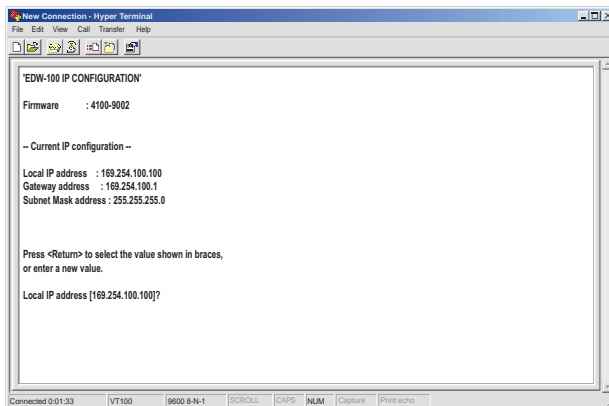 New Connection - Hyper Terminal
File Edit View Call Transfer Help
'EDW-100 IP CONFIGURATION'
Firmware : 4100-9002
-- Current IP configuration --
Local IP address : 169.254.100.100
Gateway address : 169.254.100.1
Subnet Mask address : 255.255.255.0
Press <Return> to select the value shown in braces,
or enter a new value.
Local IP address [169.254.100.100]?
Connected 0:01:33 VT100 9600 8-N-1 SCROLL CAPS NUM Capture Print echo